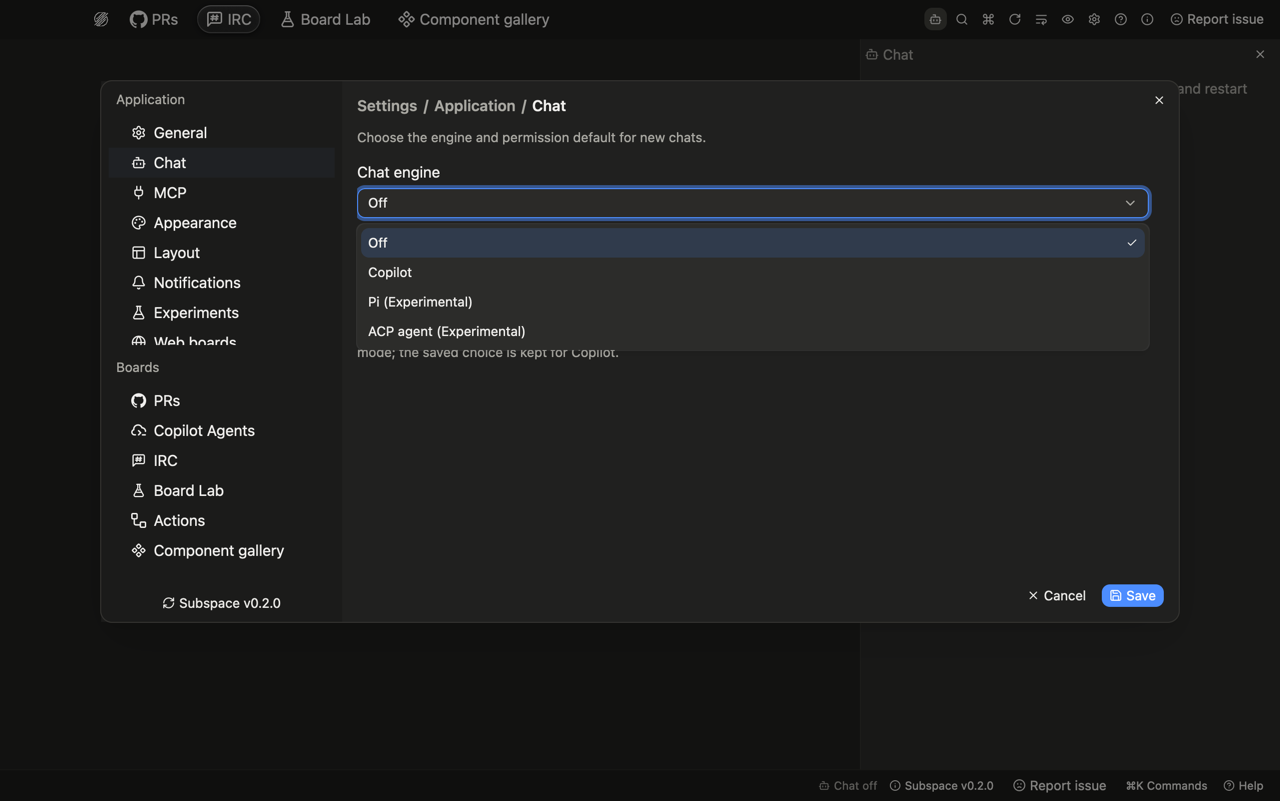 PRs
IRC
Board Lab
Component gallery
Report issue
Chat
and restart
Application
General
Chat
MCP
Appearance
Layout
Notifications
Experiments
Web boards
Boards
PRs
Copilot Agents
IRC
Board Lab
Actions
Component gallery
Subspace v0.2.0
Settings / Application / Chat
Choose the engine and permission default for new chats.
Chat engine
Off
Off
Copilot
Pi (Experimental)
ACP agent (Experimental)
mode; the saved choice is kept for Copilot.
Cancel
Save
Chat off
Subspace v0.2.0
Report issue
⌘K Commands
Help